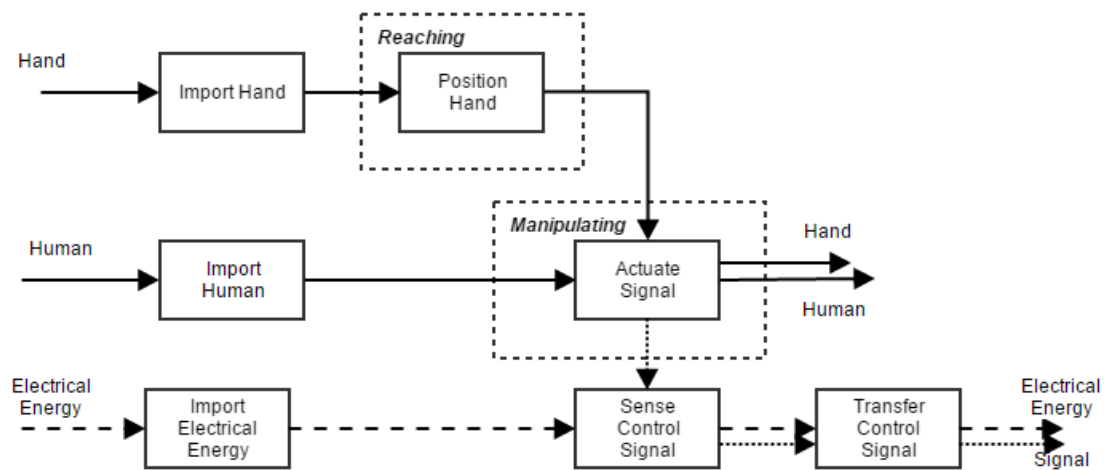 Reaching
Hand
Import Hand
Position
Hand
Manipulating
Hand
Human
Import
Human
Actuate
Signal
Human
Electrical
Energy
Import
Electrical
Energy
Sense
Control
Signal
Transfer
Control
Signal
Electrical
Energy
Signal